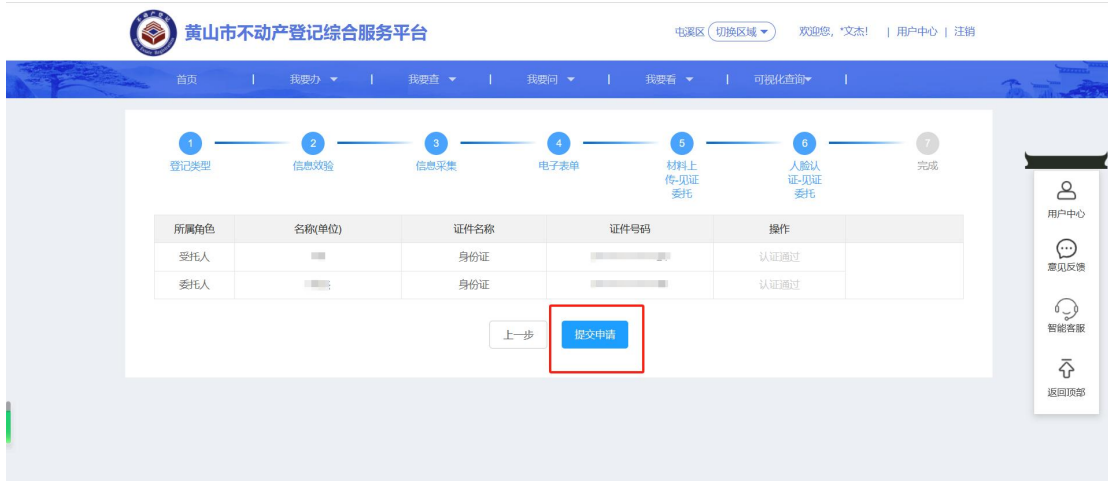 黄山市不动产登记综合服务平台
屯溪区 切换区域 欢迎您，*文杰！ | 用户中心 | 注销
首页 | 我要办 | 我要查 | 我要问 | 我要看 | 可视化查询 |
1 2 3 4 5 6 7
登记类型 信息效验 信息采集 电子表单 材料上传-见证委托 人脸认证-见证委托 完成
所属角色 名称(单位) 证件名称 证件号码 操作
受托人 身份证 认证通过
委托人 身份证 认证通过
上一步 提交申请
用户中心
意见反馈
智能客服
返回顶部